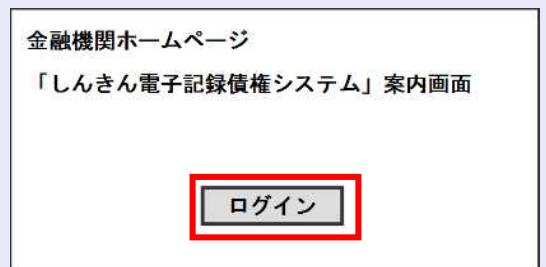 金融機関ホームページ
「しんきん電子記録債権システム」案内画面
ログイン